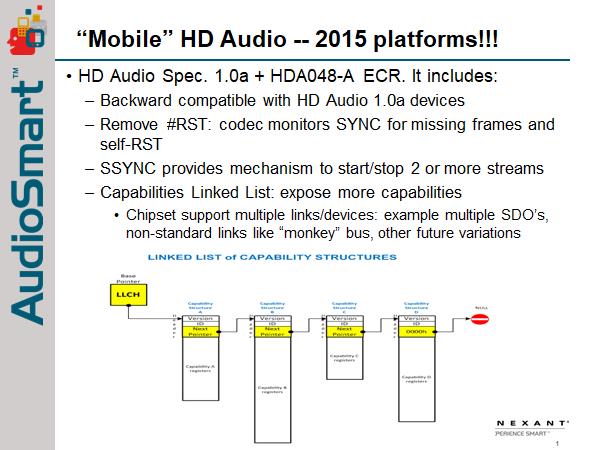 “Mobile” HD Audio -- 2015 platforms!!!
• HD Audio Spec. 1.0a + HDA048-A ECR. It includes:
– Backward compatible with HD Audio 1.0a devices
– Remove #RST: codec monitors SYNC for missing frames and
self-RST
– SSYNC provides mechanism to start/stop 2 or more streams
– Capabilities Linked List: expose more capabilities
• Chipset support multiple links/devices: example multiple SDO’s,
non-standard links like “monkey” bus, other future variations
AudioSmart™
LINKED LIST of CAPABILITY STRUCTURES
Base
Pointer
LLCH
Capability
Structure
A
Header
Version
ID
Next
Pointer
Capability A
registers
Capability
Structure
B
Header
Version
ID
Next
Pointer
Capability B
registers
Capability
Structure
C
Header
Version
ID
Next
Pointer
Capability C
registers
Capability
Structure
D
Header
Version
ID
0000h
Capability D
registers
NULL
NEXANT
PERIENCE SMART™
1